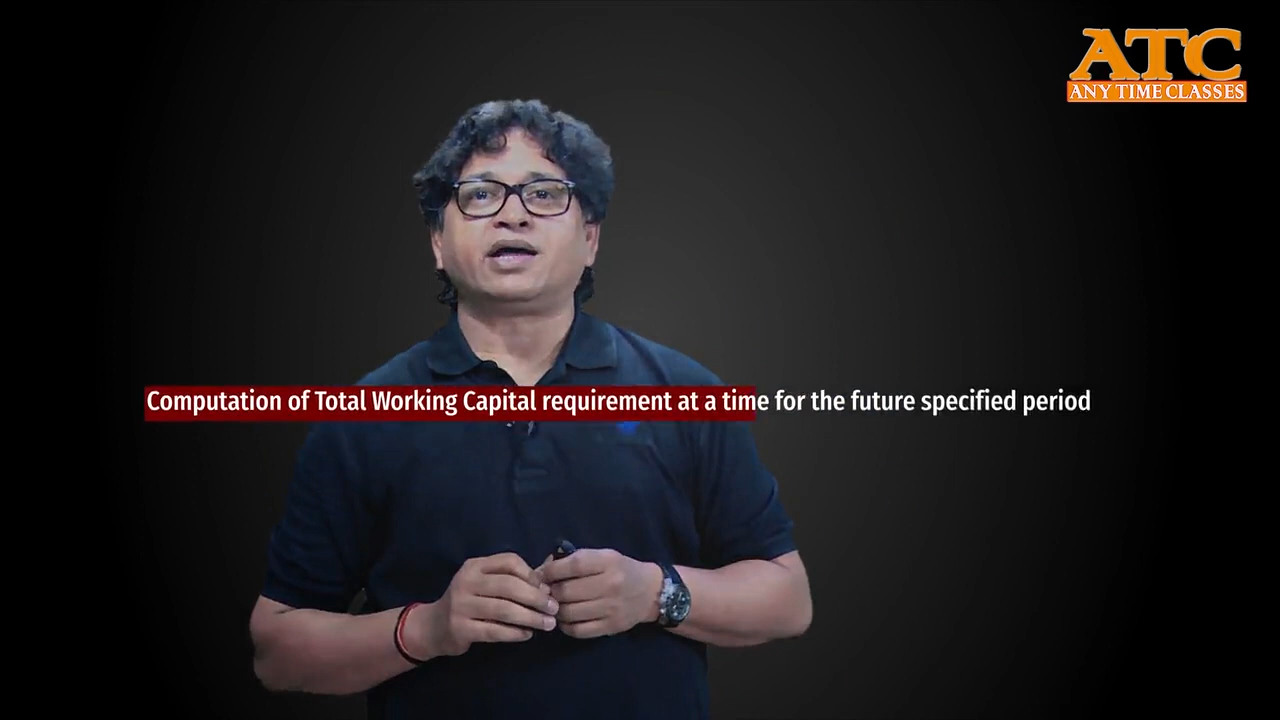 ATC
ANY TIME CLASSES
Computation of Total Working Capital requirement at a time for the future specified period